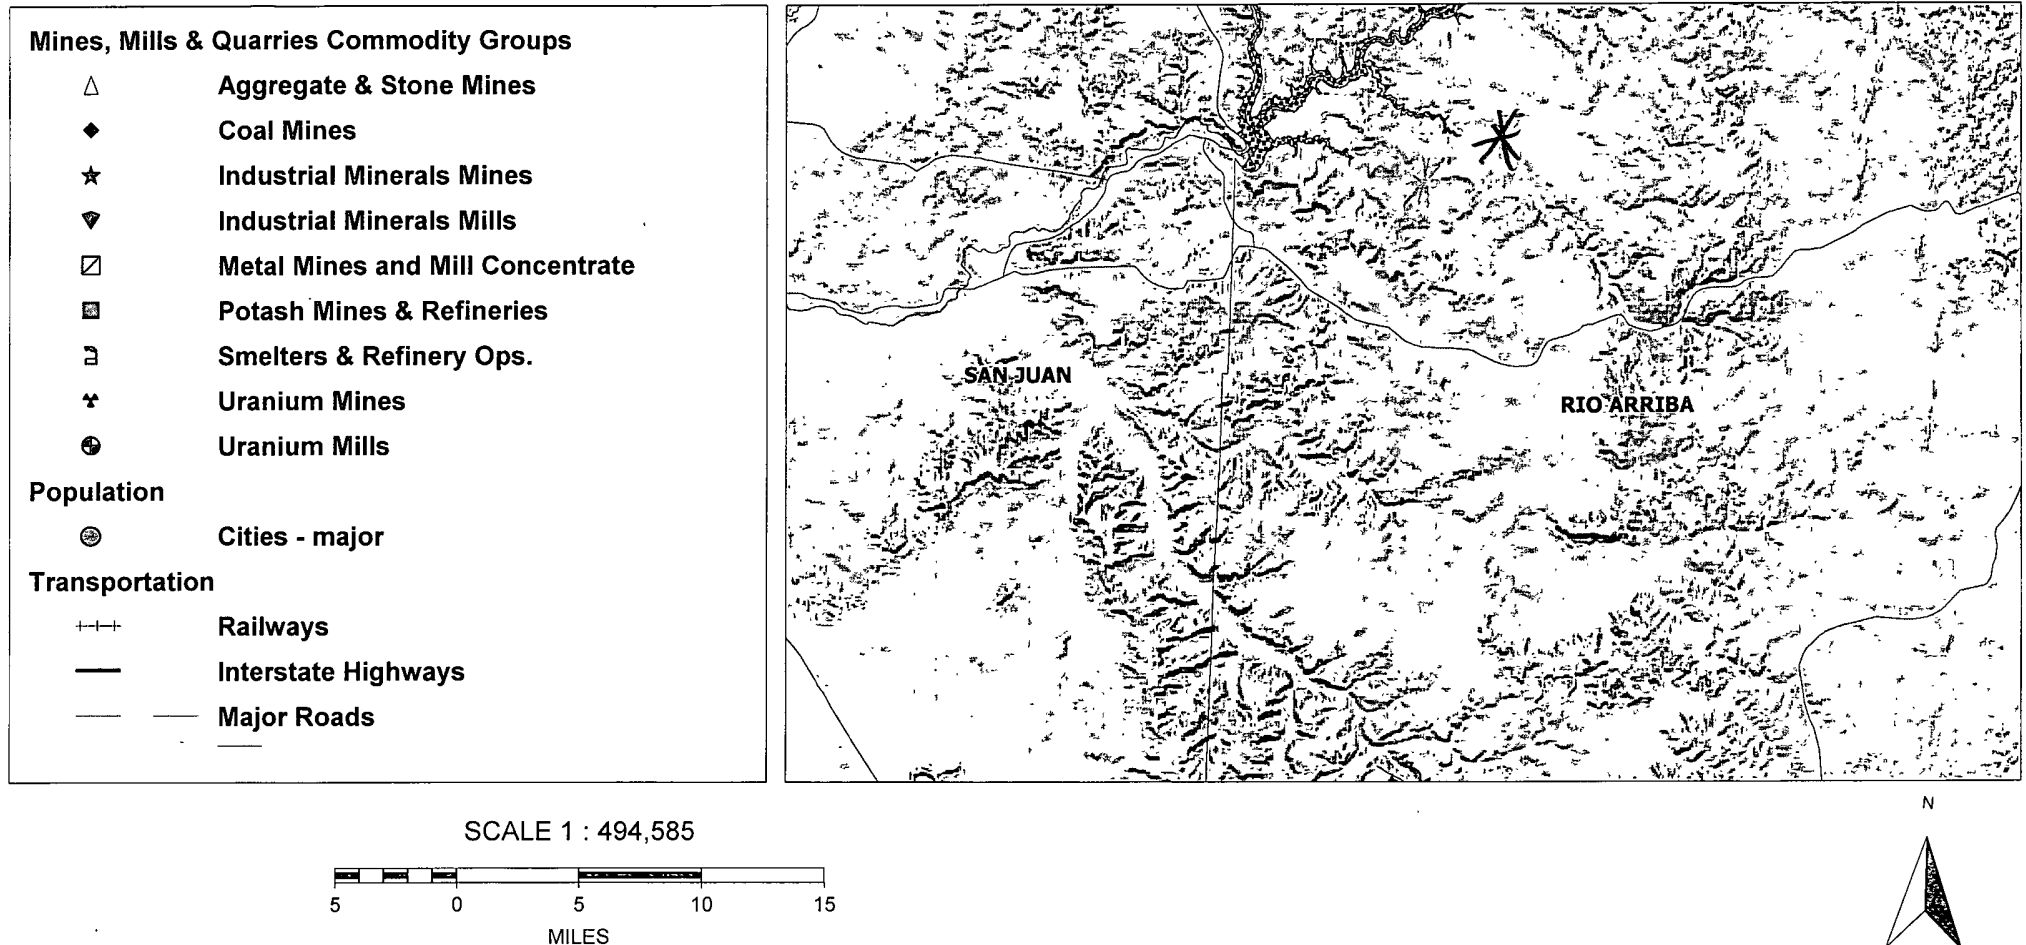 Mines, Mills & Quarries Commodity Groups
Aggregate & Stone Mines
Coal Mines
Industrial Minerals Mines
Industrial Minerals Mills
Metal Mines and Mill Concentrate
Potash Mines & Refineries
Smelters & Refinery Ops.
Uranium Mines
Uranium Mills
Population
Cities - major
Transportation
Railways
Interstate Highways
Major Roads
SAN JUAN
RIO ARRIBA
SCALE 1 : 494,585
5 0 5 10 15
MILES
N